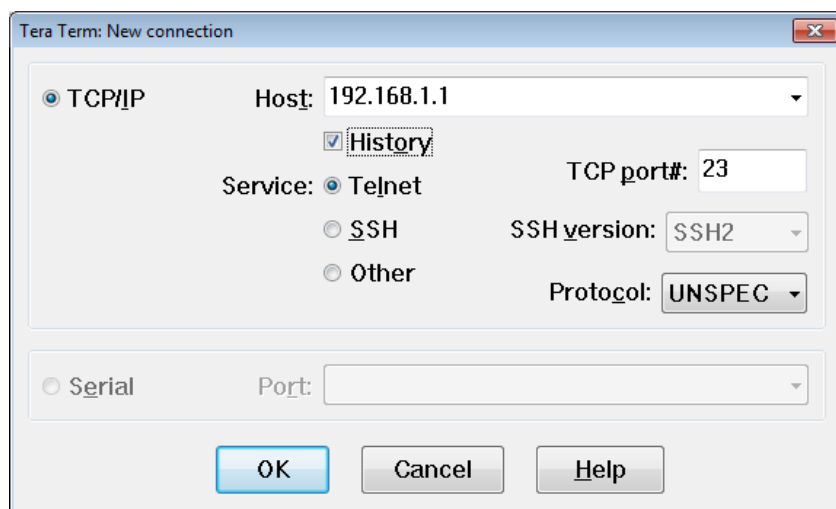 Tera Term: New connection
TCP/IP Host: 192.168.1.1
History
TCP port#: 23
Service: Telnet
SSH SSH version: SSH2
Other
Protocol: UNSPEC
Serial Port:
OK Cancel Help